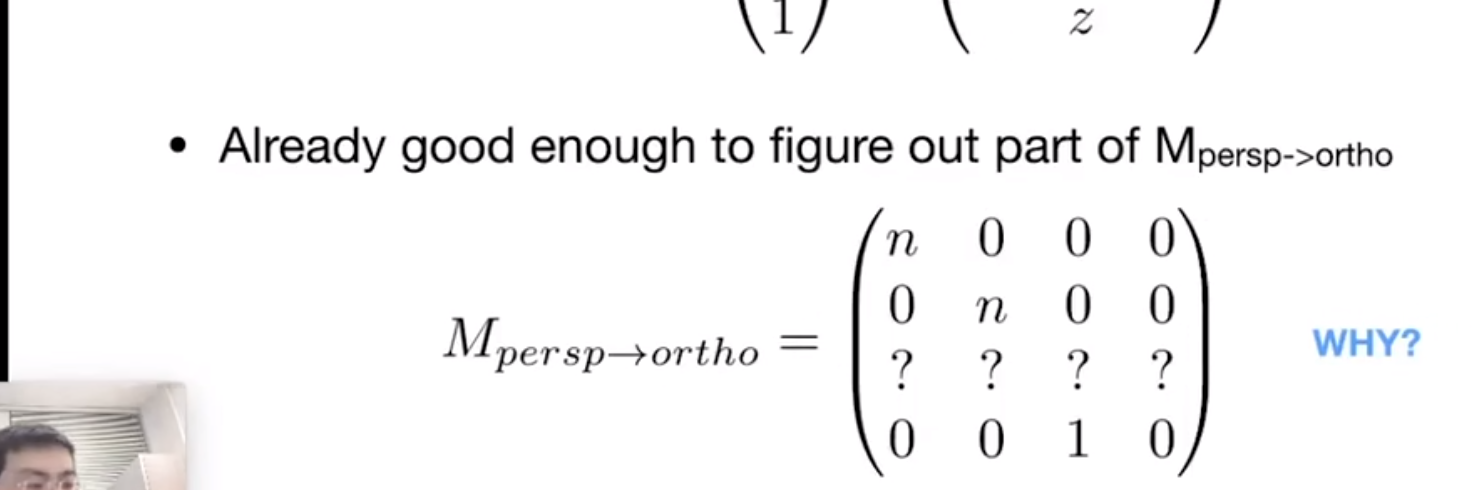 1 z
• Already good enough to figure out part of Mpersp->ortho
n 0 0 0
0 n 0 0
Mpersp→ortho = ? ? ? ? WHY?
0 0 1 0